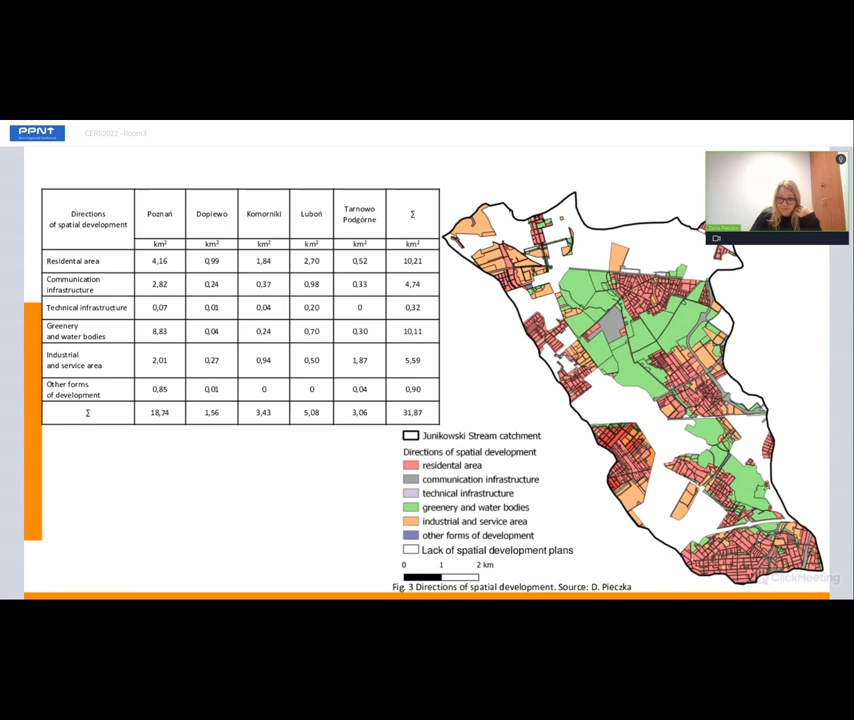 PPNT
CERS2022 - Room3
Directions
of spatial development
Poznań
Dopiewo
Komorniki
Luboń
Tarnowo
Podgórne
∑
km²
km²
km²
km²
km²
km²
Residential area
4,16
0,99
1,84
2,70
0,52
10,21
Communication
infrastructure
2,82
0,24
0,37
0,98
0,33
4,74
Technical infrastructure
0,07
0,01
0,04
0,20
0
0,32
Greenery
and water bodies
8,83
0,04
0,24
0,70
0,30
10,11
Industrial
and service area
2,01
0,27
0,94
0,50
1,87
5,59
Other forms
of development
0,85
0,01
0
0
0,04
0,90
∑
18,74
1,56
3,43
5,08
3,06
31,87
Junikowski Stream catchment
Directions of spatial development
residental area
communication infrastructure
technical infrastructure
greenery and water bodies
industrial and service area
other forms of development
Lack of spatial development plans
0 1 2 km
Fig. 3 Directions of spatial development. Source: D. Pieczka
ClickMeeting